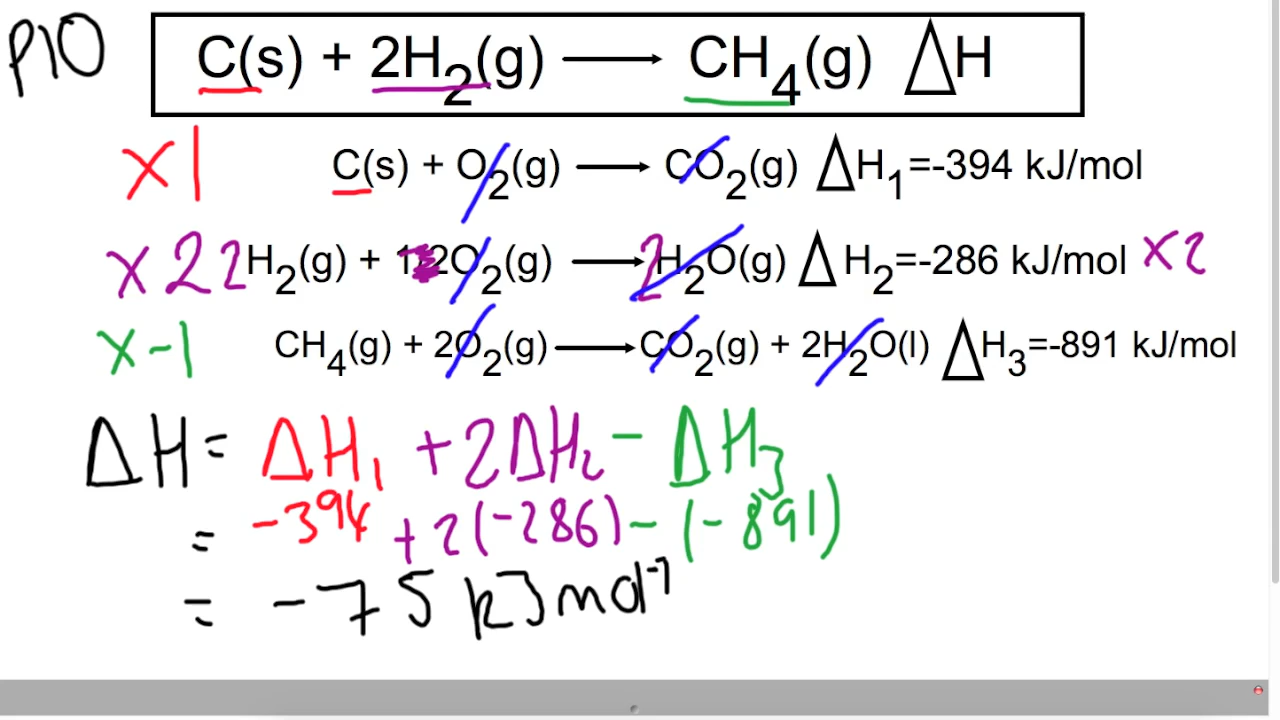 P10
C(s) + 2H₂(g) ⟶ CH₄(g) ΔH
x1 C(s) + O₂(g) ⟶ CO₂(g) ΔH₁=-394 kJ/mol
x2 2H₂(g) + O₂(g) ⟶ 2H₂O(g) ΔH₂=-286 kJ/mol x2
x-1 CH₄(g) + 2O₂(g) ⟶ CO₂(g) + 2H₂O(l) ΔH₃=-891 kJ/mol
ΔH = ΔH₁ + 2ΔH₂ - ΔH₃
= -394 + 2(-286) - (-891)
= -75 kJmol⁻¹